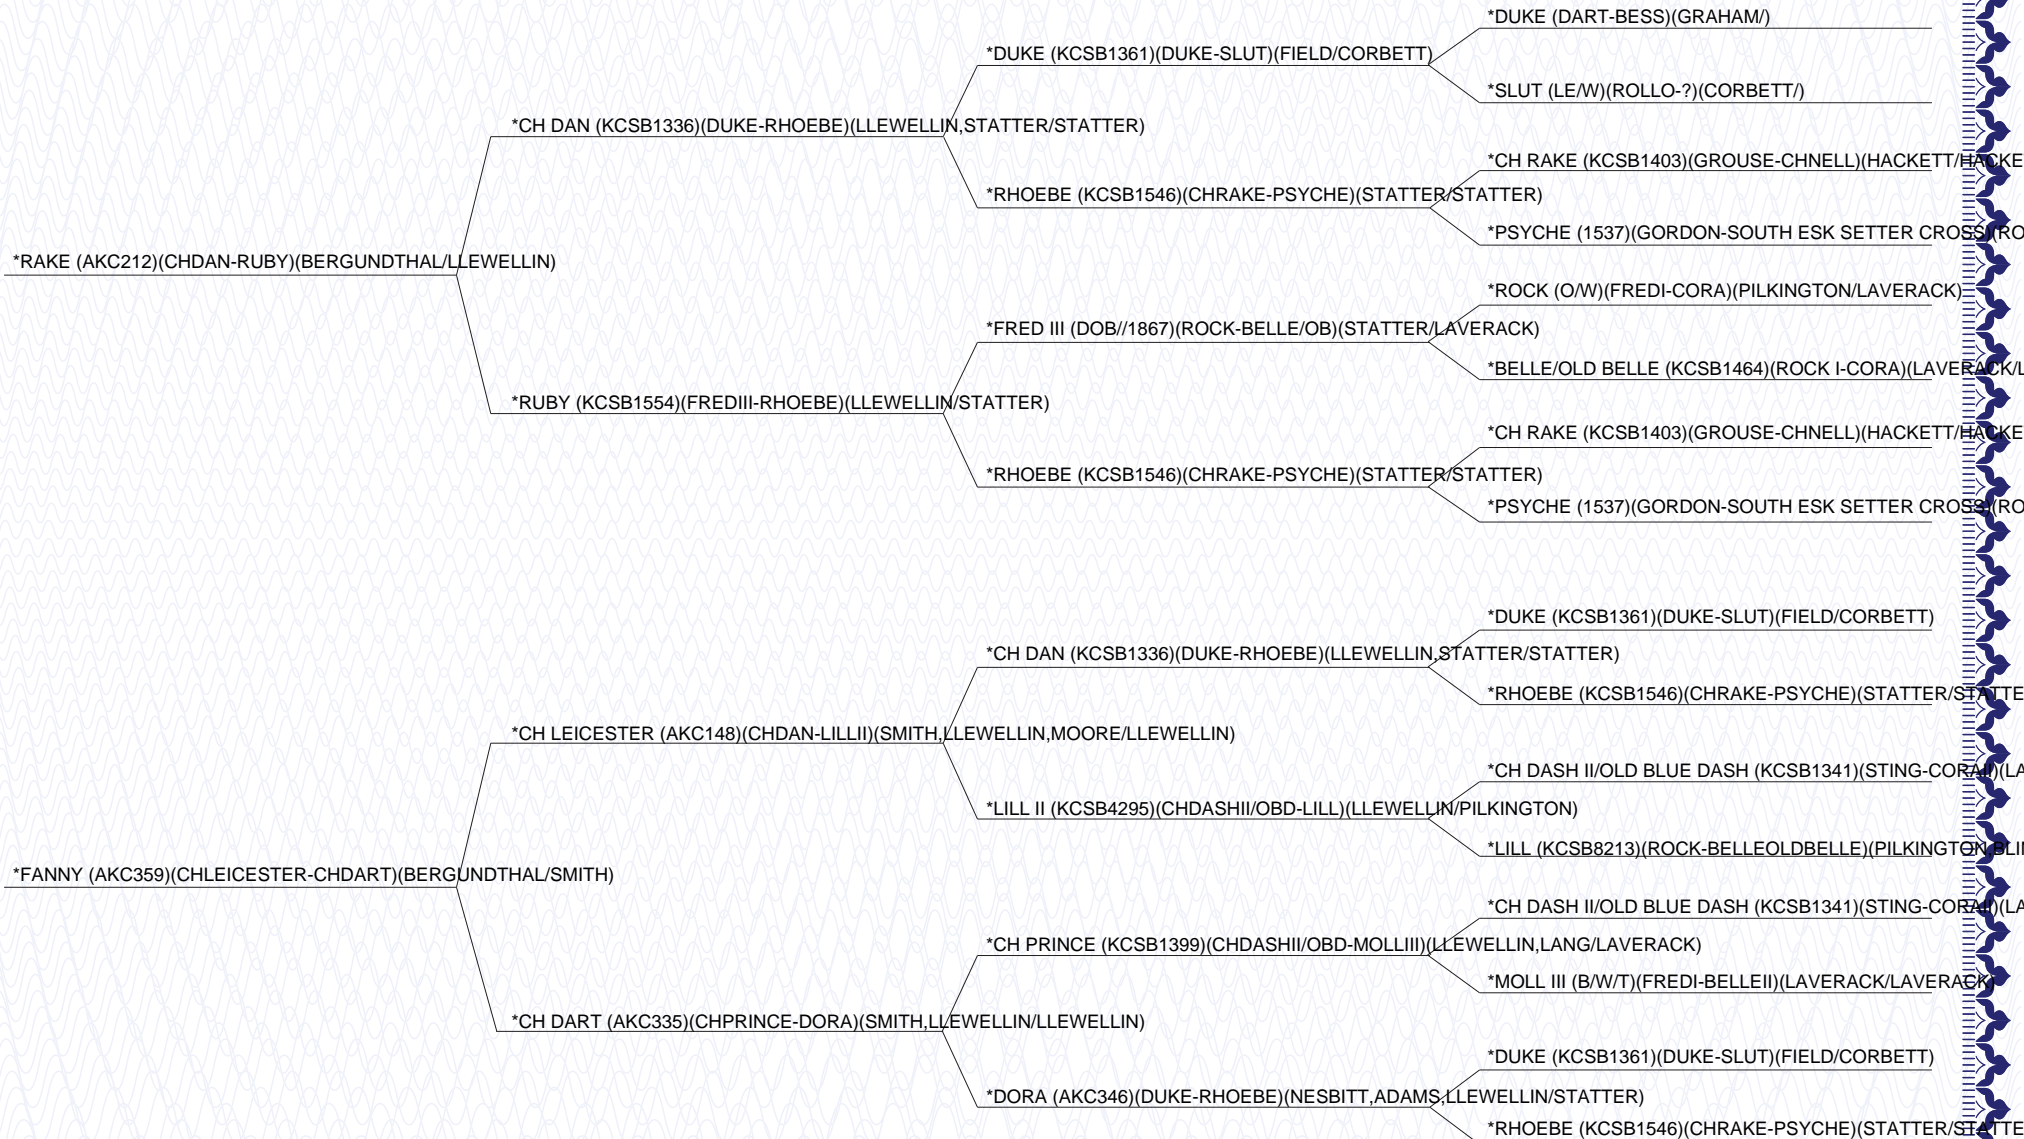 *DUKE (DART-BESS)(GRAHAM/)
*DUKE (KCSB1361)(DUKE-SLUT)(FIELD/CORBETT)
*SLUT (LE/W)(ROLLO-?)(CORBETT/)
*CH DAN (KCSB1336)(DUKE-RHOEBE)(LLEWELLIN,STATTER/STATTER)
*CH RAKE (KCSB1403)(GROUSE-CHNELL)(HACKETT/HACKE
*RHOEBE (KCSB1546)(CHRAKE-PSYCHE)(STATTER/STATTER)
*PSYCHE (1537)(GORDON-SOUTH ESK SETTER CROSS)(RO
*RAKE (AKC212)(CHDAN-RUBY)(BERGUNDTHAL/LLEWELLIN)
*ROCK (O/W)(FREDI-CORA)(PILKINGTON/LAVERACK)
*FRED III (DOB//1867)(ROCK-BELLE/OB)(STATTER/LAVERACK)
*BELLE/OLD BELLE (KCSB1464)(ROCK I-CORA)(LAVERACK/L
*RUBY (KCSB1554)(FREDIII-RHOEBE)(LLEWELLIN/STATTER)
*CH RAKE (KCSB1403)(GROUSE-CHNELL)(HACKETT/HACKE
*RHOEBE (KCSB1546)(CHRAKE-PSYCHE)(STATTER/STATTER)
*PSYCHE (1537)(GORDON-SOUTH ESK SETTER CROSS)(RO
*DUKE (KCSB1361)(DUKE-SLUT)(FIELD/CORBETT)
*CH DAN (KCSB1336)(DUKE-RHOEBE)(LLEWELLIN,STATTER/STATTER)
*RHOEBE (KCSB1546)(CHRAKE-PSYCHE)(STATTER/STATTE
*CH LEICESTER (AKC148)(CHDAN-LILLII)(SMITH,LLEWELLIN,MOORE/LLEWELLIN)
*CH DASH II/OLD BLUE DASH (KCSB1341)(STING-CORAII)(LA
*LILL II (KCSB4295)(CHDASHII/OBD-LILL)(LLEWELLIN/PILKINGTON)
*LILL (KCSB8213)(ROCK-BELLEOLDBELLE)(PILKINGTON,BLIN
*FANNY (AKC359)(CHLEICESTER-CHDART)(BERGUNDTHAL/SMITH)
*CH DASH II/OLD BLUE DASH (KCSB1341)(STING-CORAII)(LA
*CH PRINCE (KCSB1399)(CHDASHII/OBD-MOLLIII)(LLEWELLIN,LANG/LAVERACK)
*MOLL III (B/W/T)(FREDI-BELLEII)(LAVERACK/LAVERACK)
*CH DART (AKC335)(CHPRINCE-DORA)(SMITH,LLEWELLIN/LLEWELLIN)
*DUKE (KCSB1361)(DUKE-SLUT)(FIELD/CORBETT)
*DORA (AKC346)(DUKE-RHOEBE)(NESBITT,ADAMS,LLEWELLIN/STATTER)
*RHOEBE (KCSB1546)(CHRAKE-PSYCHE)(STATTER/STATTE